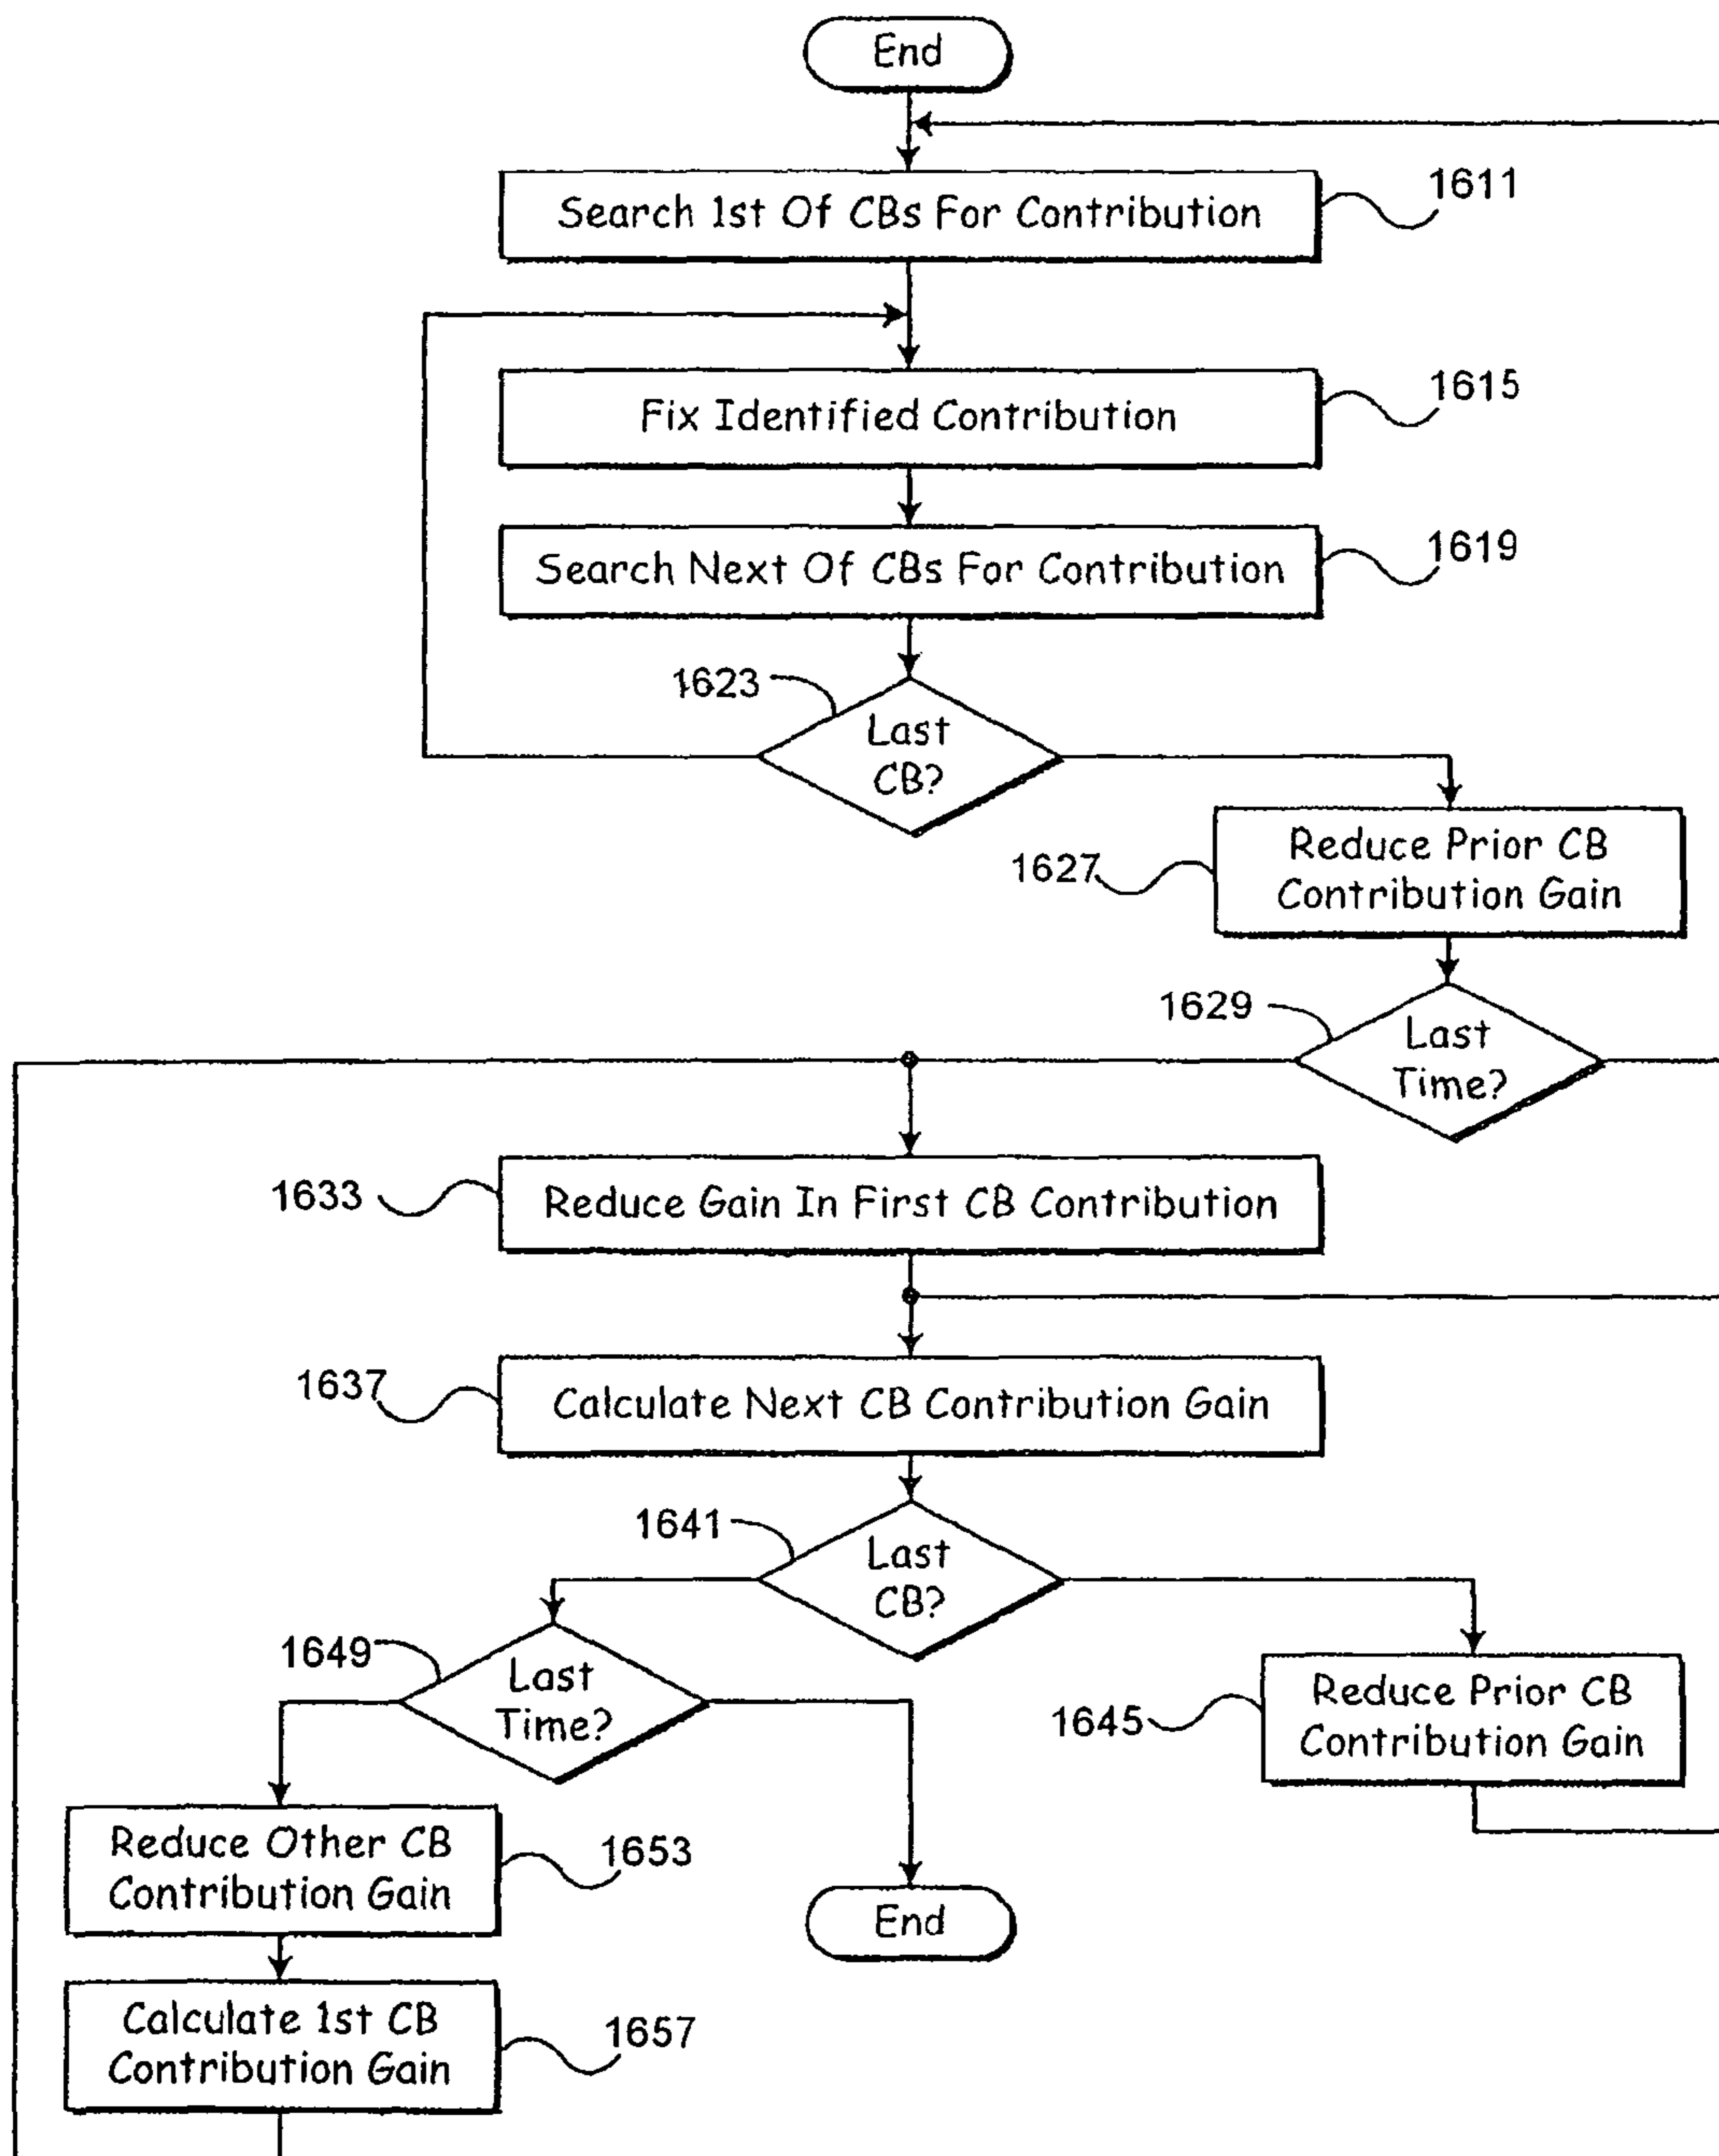 End
Search 1st Of CBs For Contribution
1611
Fix Identified Contribution
1615
Search Next Of CBs For Contribution
1619
1623
Last
CB?
Reduce Prior CB
Contribution Gain
1627
1629
Last
Time?
1633
Reduce Gain In First CB Contribution
1637
Calculate Next CB Contribution Gain
1641
Last
CB?
1649
Last
Time?
Reduce Prior CB
Contribution Gain
1645
Reduce Other CB
Contribution Gain
1653
End
Calculate 1st CB
Contribution Gain
1657